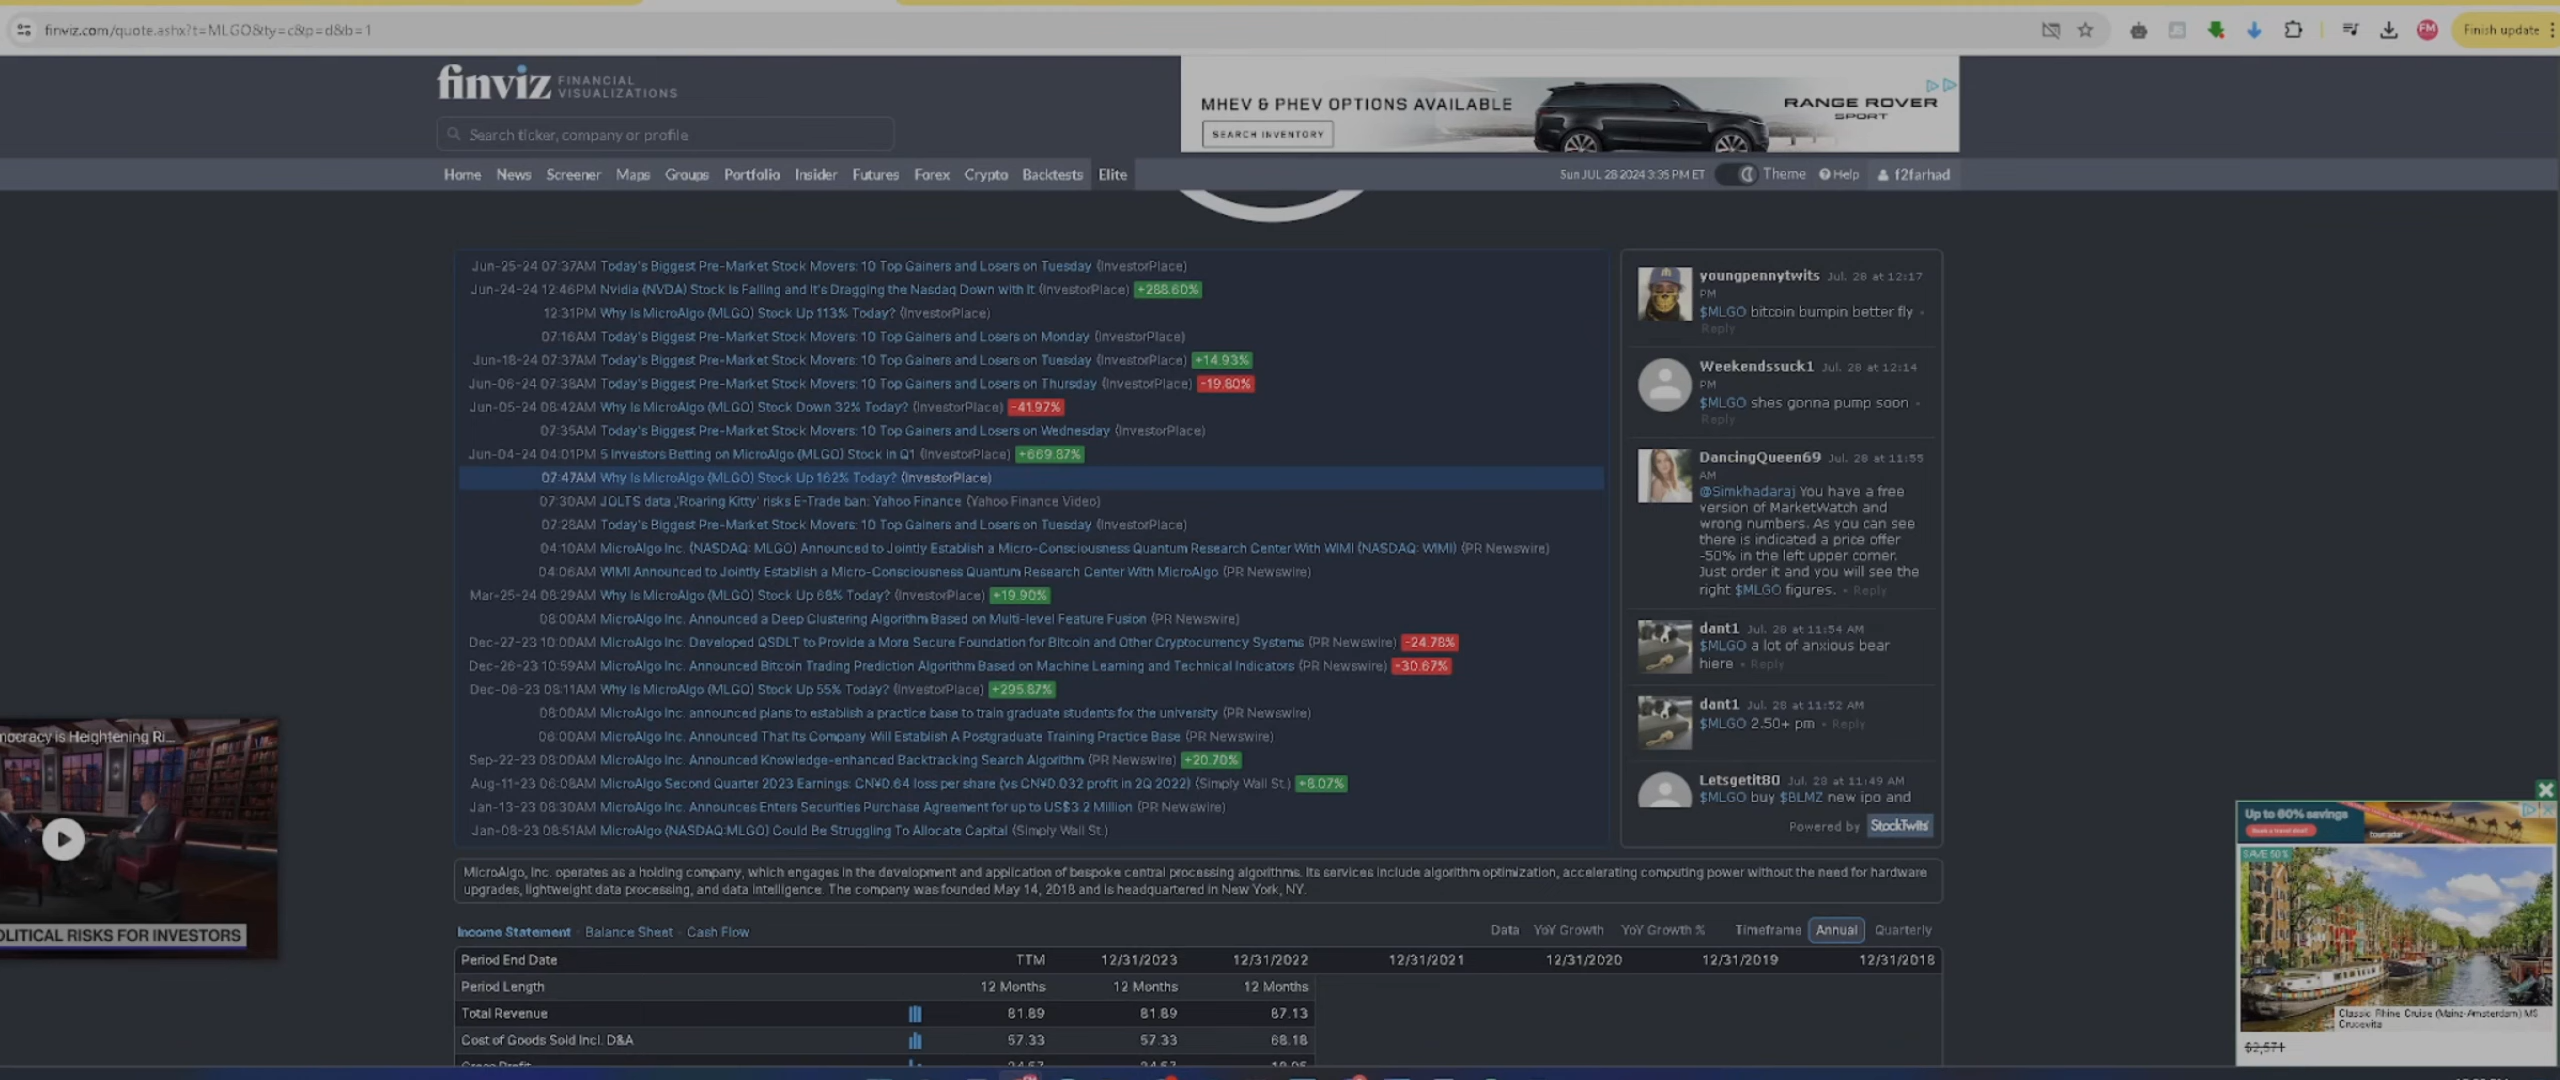 finviz.com/quote.ashx?t=MLGO&ty=c&p=d&b=1
FM
Finish update
finviz FINANCIAL VISUALIZATIONS
Search ticker, company or profile
MHEV & PHEV OPTIONS AVAILABLE
SEARCH INVENTORY
RANGE ROVER
SPORT
Home News Screener Maps Groups Portfolio Insider Futures Forex Crypto Backtests Elite
Sun JUL 28 2024 3:35 PM ET Theme Help f2farhad
Jun-25-24 07:37AM Today's Biggest Pre-Market Stock Movers: 10 Top Gainers and Losers on Tuesday (InvestorPlace)
Jun-24-24 12:46PM Nvidia (NVDA) Stock Is Falling and It's Dragging the Nasdaq Down with It (InvestorPlace) +288.60%
12:31PM Why Is MicroAlgo (MLGO) Stock Up 113% Today? (InvestorPlace)
07:16AM Today's Biggest Pre-Market Stock Movers: 10 Top Gainers and Losers on Monday (InvestorPlace)
Jun-18-24 07:37AM Today's Biggest Pre-Market Stock Movers: 10 Top Gainers and Losers on Tuesday (InvestorPlace) +14.93%
Jun-06-24 07:38AM Today's Biggest Pre-Market Stock Movers: 10 Top Gainers and Losers on Thursday (InvestorPlace) -19.80%
Jun-05-24 08:42AM Why Is MicroAlgo (MLGO) Stock Down 32% Today? (InvestorPlace) -41.97%
07:35AM Today's Biggest Pre-Market Stock Movers: 10 Top Gainers and Losers on Wednesday (InvestorPlace)
Jun-04-24 04:01PM 5 Investors Betting on MicroAlgo (MLGO) Stock in Q1 (InvestorPlace) +669.87%
07:47AM Why Is MicroAlgo (MLGO) Stock Up 162% Today? (InvestorPlace)
07:30AM JOLTS data ,'Roaring Kitty' risks E-Trade ban: Yahoo Finance (Yahoo Finance Video)
07:28AM Today's Biggest Pre-Market Stock Movers: 10 Top Gainers and Losers on Tuesday (InvestorPlace)
04:10AM MicroAlgo Inc. (NASDAQ: MLGO) Announced to Jointly Establish a Micro-Consciousness Quantum Research Center With WIMI (NASDAQ: WIMI) (PR Newswire)
04:06AM WIMI Announced to Jointly Establish a Micro-Consciousness Quantum Research Center With MicroAlgo (PR Newswire)
Mar-25-24 08:29AM Why Is MicroAlgo (MLGO) Stock Up 68% Today? (InvestorPlace) +19.90%
08:00AM MicroAlgo Inc. Announced a Deep Clustering Algorithm Based on Multi-level Feature Fusion (PR Newswire)
Dec-27-23 10:00AM MicroAlgo Inc. Developed QSDLT to Provide a More Secure Foundation for Bitcoin and Other Cryptocurrency Systems (PR Newswire) -24.78%
Dec-26-23 10:59AM MicroAlgo Inc. Announced Bitcoin Trading Prediction Algorithm Based on Machine Learning and Technical Indicators (PR Newswire) -30.67%
Dec-06-23 08:11AM Why Is MicroAlgo (MLGO) Stock Up 55% Today? (InvestorPlace) +295.87%
08:00AM MicroAlgo Inc. announced plans to establish a practice base to train graduate students for the university (PR Newswire)
06:00AM MicroAlgo Inc. Announced That Its Company Will Establish A Postgraduate Training Practice Base (PR Newswire)
Sep-22-23 08:00AM MicroAlgo Inc. Announced Knowledge-enhanced Backtracking Search Algorithm (PR Newswire) +20.70%
Aug-11-23 06:08AM MicroAlgo Second Quarter 2023 Earnings: CN¥0.64 loss per share (vs CN¥0.032 profit in 2Q 2022) (Simply Wall St.) +8.07%
Jan-13-23 08:30AM MicroAlgo Inc. Announces Enters Securities Purchase Agreement for up to US$3.2 Million (PR Newswire)
Jan-08-23 08:51AM MicroAlgo (NASDAQ:MLGO) Could Be Struggling To Allocate Capital (Simply Wall St.)
youngpennytwits Jul. 28 at 12:17
PM
$MLGO bitcoin bumpin better fly •
Reply
Weekendssuck1 Jul. 28 at 12:14
PM
$MLGO shes gonna pump soon •
Reply
DancingQueen69 Jul. 28 at 11:55
AM
@Simkhadaraj You have a free
version of MarketWatch and
wrong numbers. As you can see
there is indicated a price offer
-50% in the left upper corner.
Just order it and you will see the
right $MLGO figures. • Reply
dant1 Jul. 28 at 11:54 AM
$MLGO a lot of anxious bear
hiere • Reply
dant1 Jul. 28 at 11:52 AM
$MLGO 2.50+ pm • Reply
Letsgetit80 Jul. 28 at 11:49 AM
$MLGO buy $BLMZ new ipo and
Powered by StockTwits
MicroAlgo, Inc. operates as a holding company, which engages in the development and application of bespoke central processing algorithms. Its services include algorithm optimization, accelerating computing power without the need for hardware
upgrades, lightweight data processing, and data intelligence. The company was founded May 14, 2018 and is headquartered in New York, NY.
Income Statement Balance Sheet Cash Flow
Data YoY Growth YoY Growth % Timeframe Annual Quarterly
Period End Date TTM 12/31/2023 12/31/2022 12/31/2021 12/31/2020 12/31/2019 12/31/2018
Period Length 12 Months 12 Months 12 Months
Total Revenue 81.89 81.89 87.13
Cost of Goods Sold Incl. D&A 57.33 57.33 68.18
mocracy is Heightening Ri...
OLITICAL RISKS FOR INVESTORS
Up to 60% savings
tourradar
SAVE 50%
Classic Rhine Cruise (Mainz-Amsterdam) MS
Crucevita
$2,571